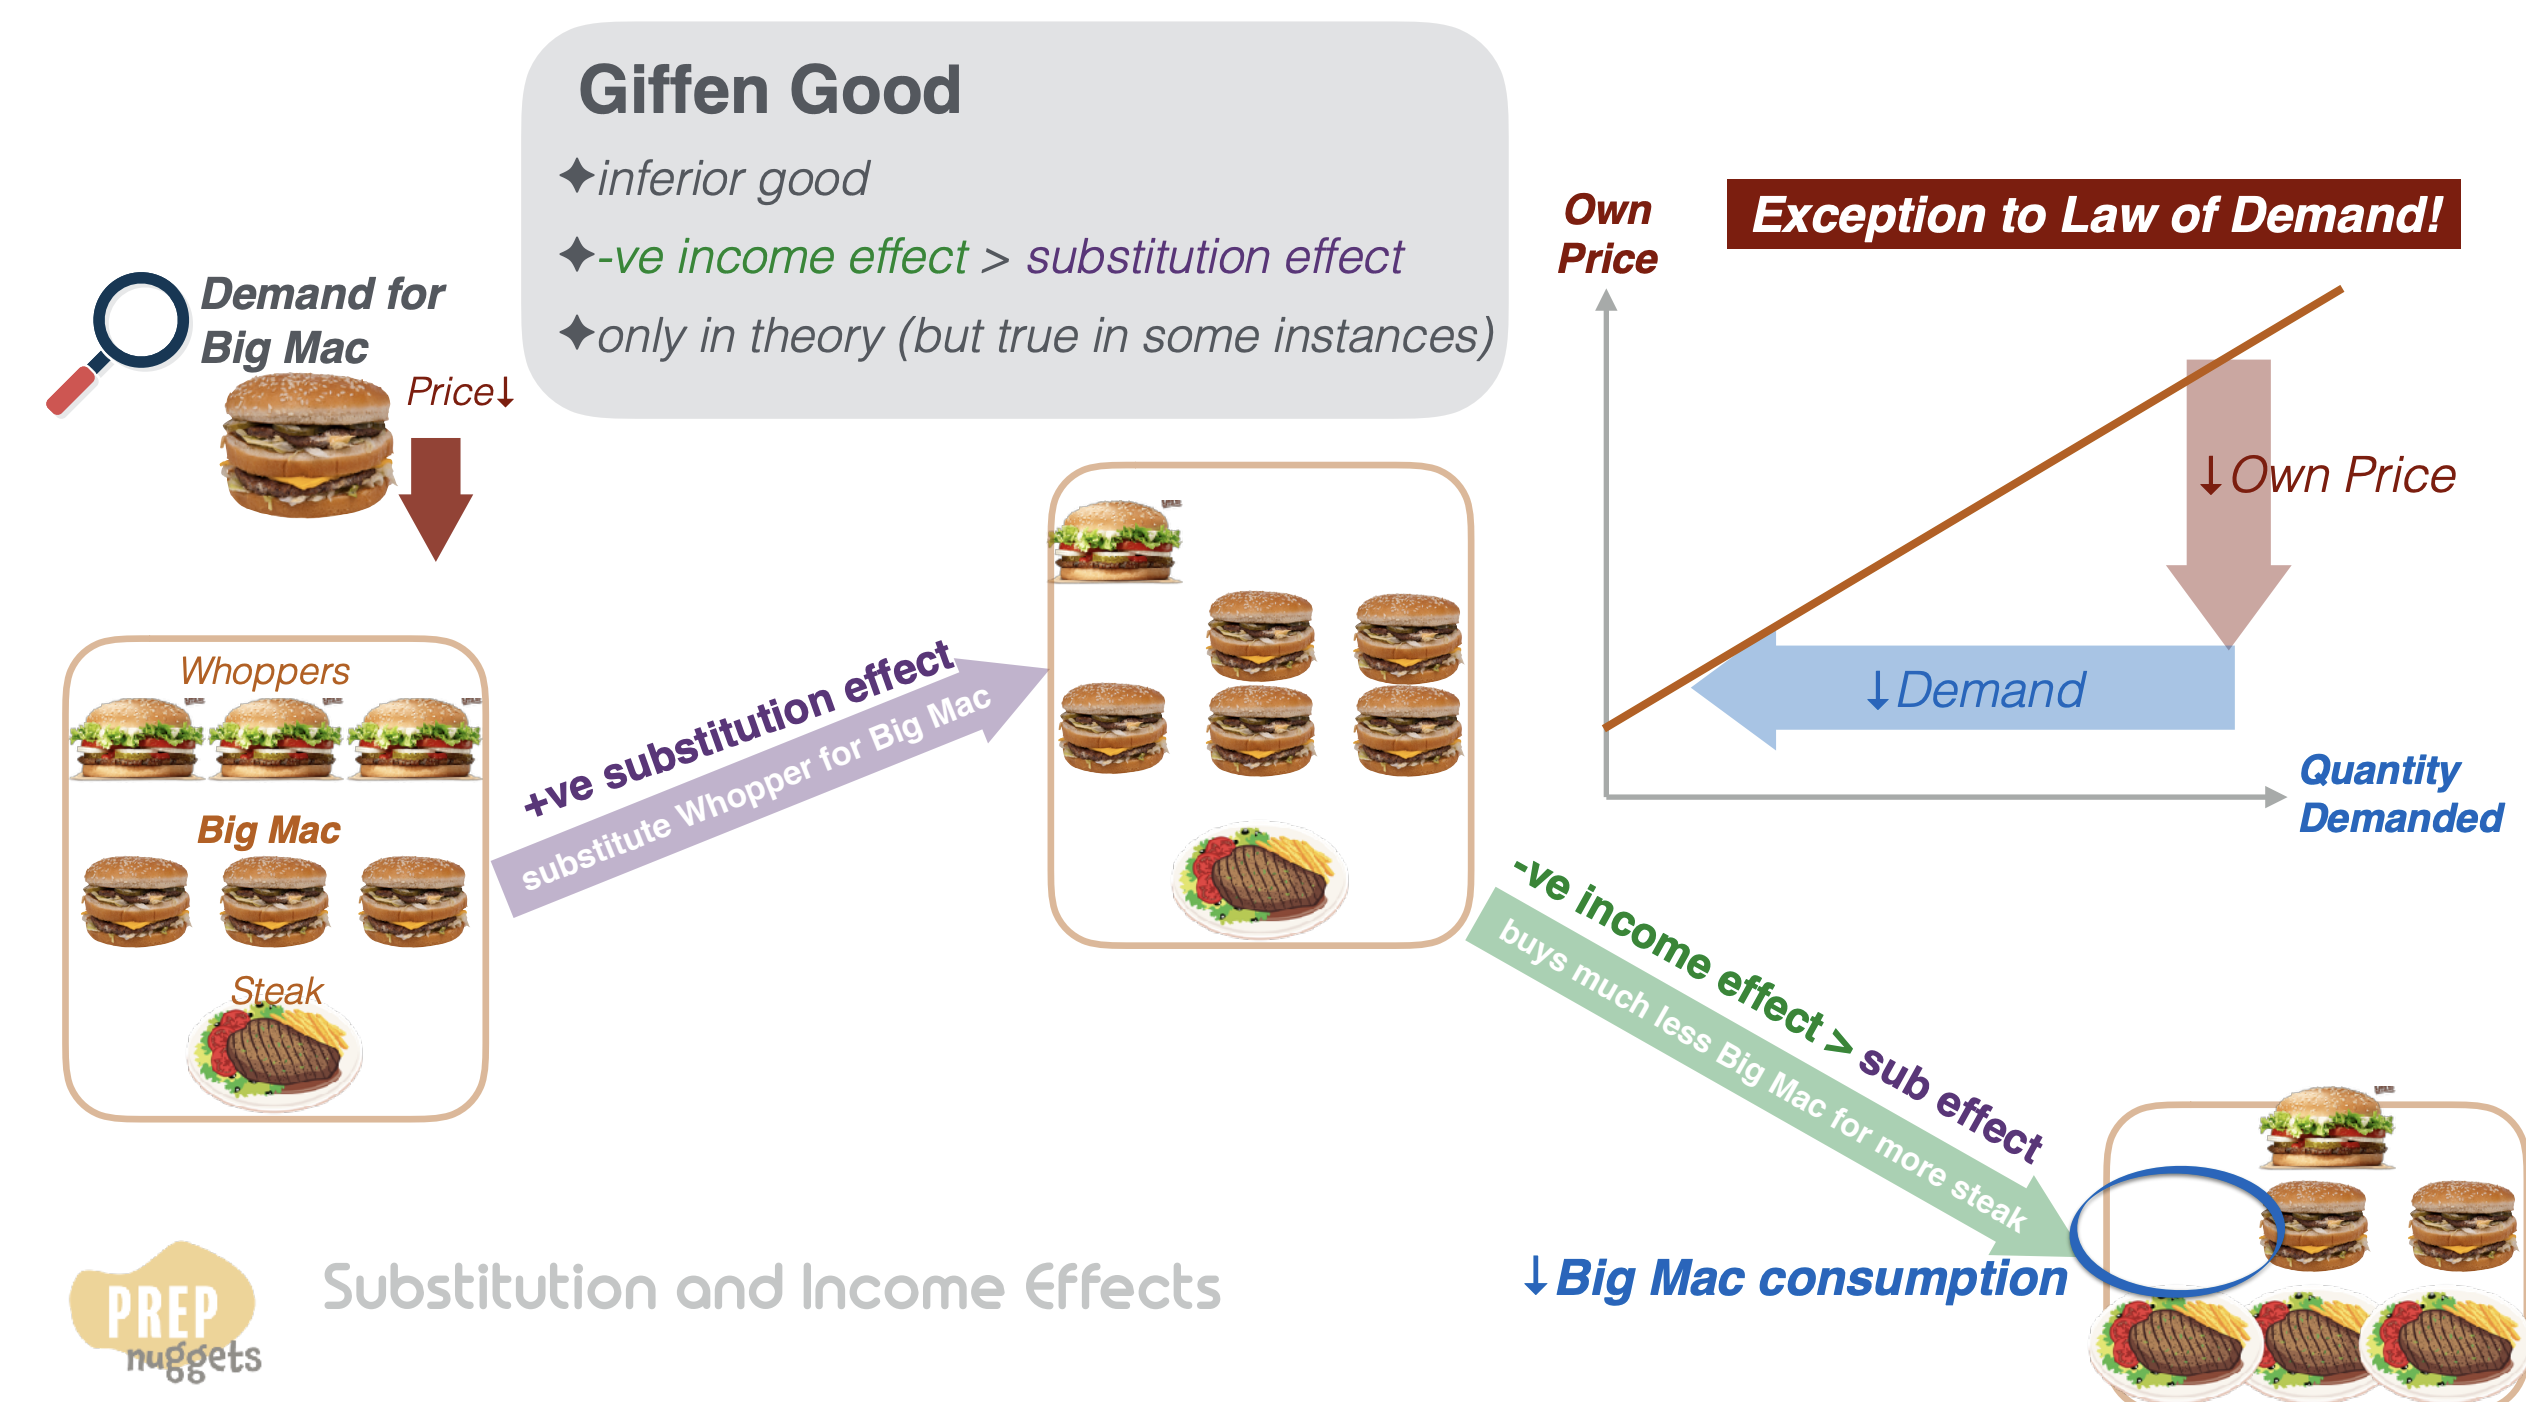 Giffen Good
✦inferior good
✦-ve income effect > substitution effect
✦only in theory (but true in some instances)
Demand for
Big Mac
Price↓
Whoppers
Big Mac
Steak
+ve substitution effect
substitute Whopper for Big Mac
Exception to Law of Demand!
Own
Price
↓Own Price
↓Demand
Quantity
Demanded
-ve income effect > sub effect
buys much less Big Mac for more steak
↓Big Mac consumption
PREP
nuggets
Substitution and Income Effects